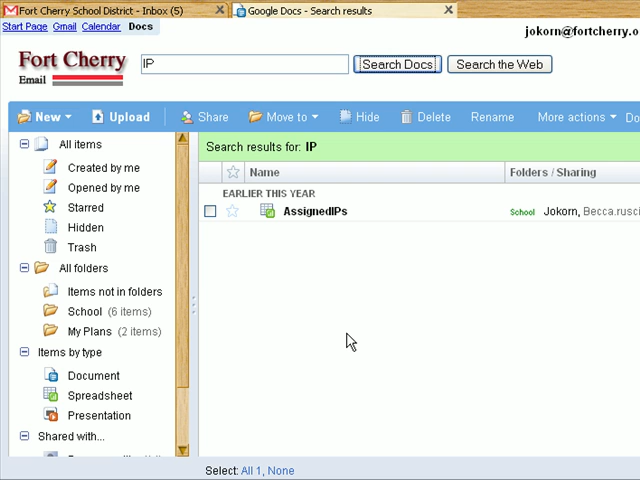 Fort Cherry School District - Inbox (5)
Google Docs - Search results
Start Page Gmail Calendar Docs
jokorn@fortcherry.o
Fort Cherry
Email
IP
Search Docs
Search the Web
New
Upload
Share
Move to
Hide
Delete
Rename
More actions
Do
All items
Created by me
Opened by me
Starred
Hidden
Trash
All folders
Items not in folders
School (6 items)
My Plans (2 items)
Items by type
Document
Spreadsheet
Presentation
Shared with...
Search results for: IP
Name
Folders / Sharing
EARLIER THIS YEAR
AssignedIPs
School Jokorn, Becca.rusci
Select: All 1, None